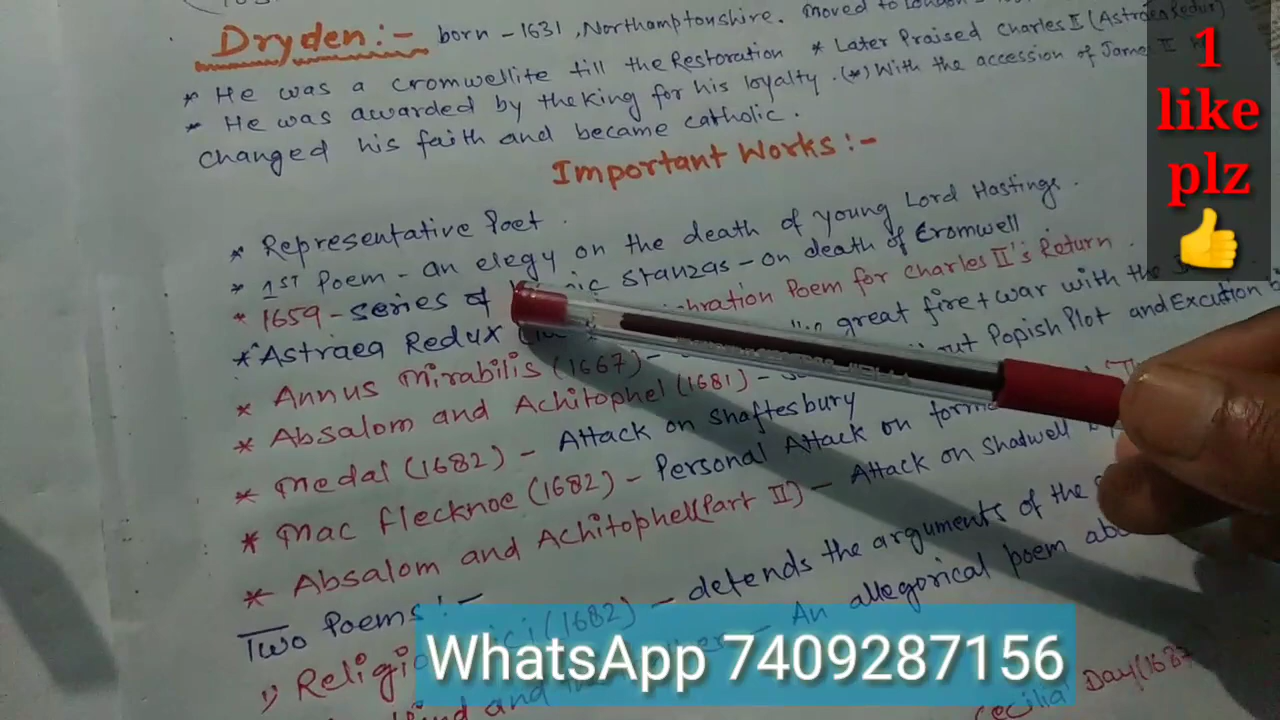 Dryden:- born - 1631, Northamptonshire. moved to London -
* He was a cromwellite till the Restoration * Later Praised Charles II (Astraea Redux)
* He was awarded by the king for his loyalty. (*) With the accession of James II he
changed his faith and became catholic.
Important Works:-
* Representative Poet.
* 1ST Poem - an elegy on the death of young Lord Hastings.
* 1659 - series of stanzas - on death of Cromwell
* Astraea Redux Poem for Charles II's Return.
* Annus Mirabilis (1667) - great fire + war with the
* Absalom and Achitophel (1681) - Popish Plot and Excution
* Medal (1682) - Attack on Shaftesbury
* Mac Flecknoe (1682) - Personal Attack on
* Absalom and Achitophel (Part II) - Attack on Shadwell
Two Poems:-
1) Religio (1682) - defends the arguments of the
and An allegorical poem
Day (1687
1
like
plz
WhatsApp 7409287156